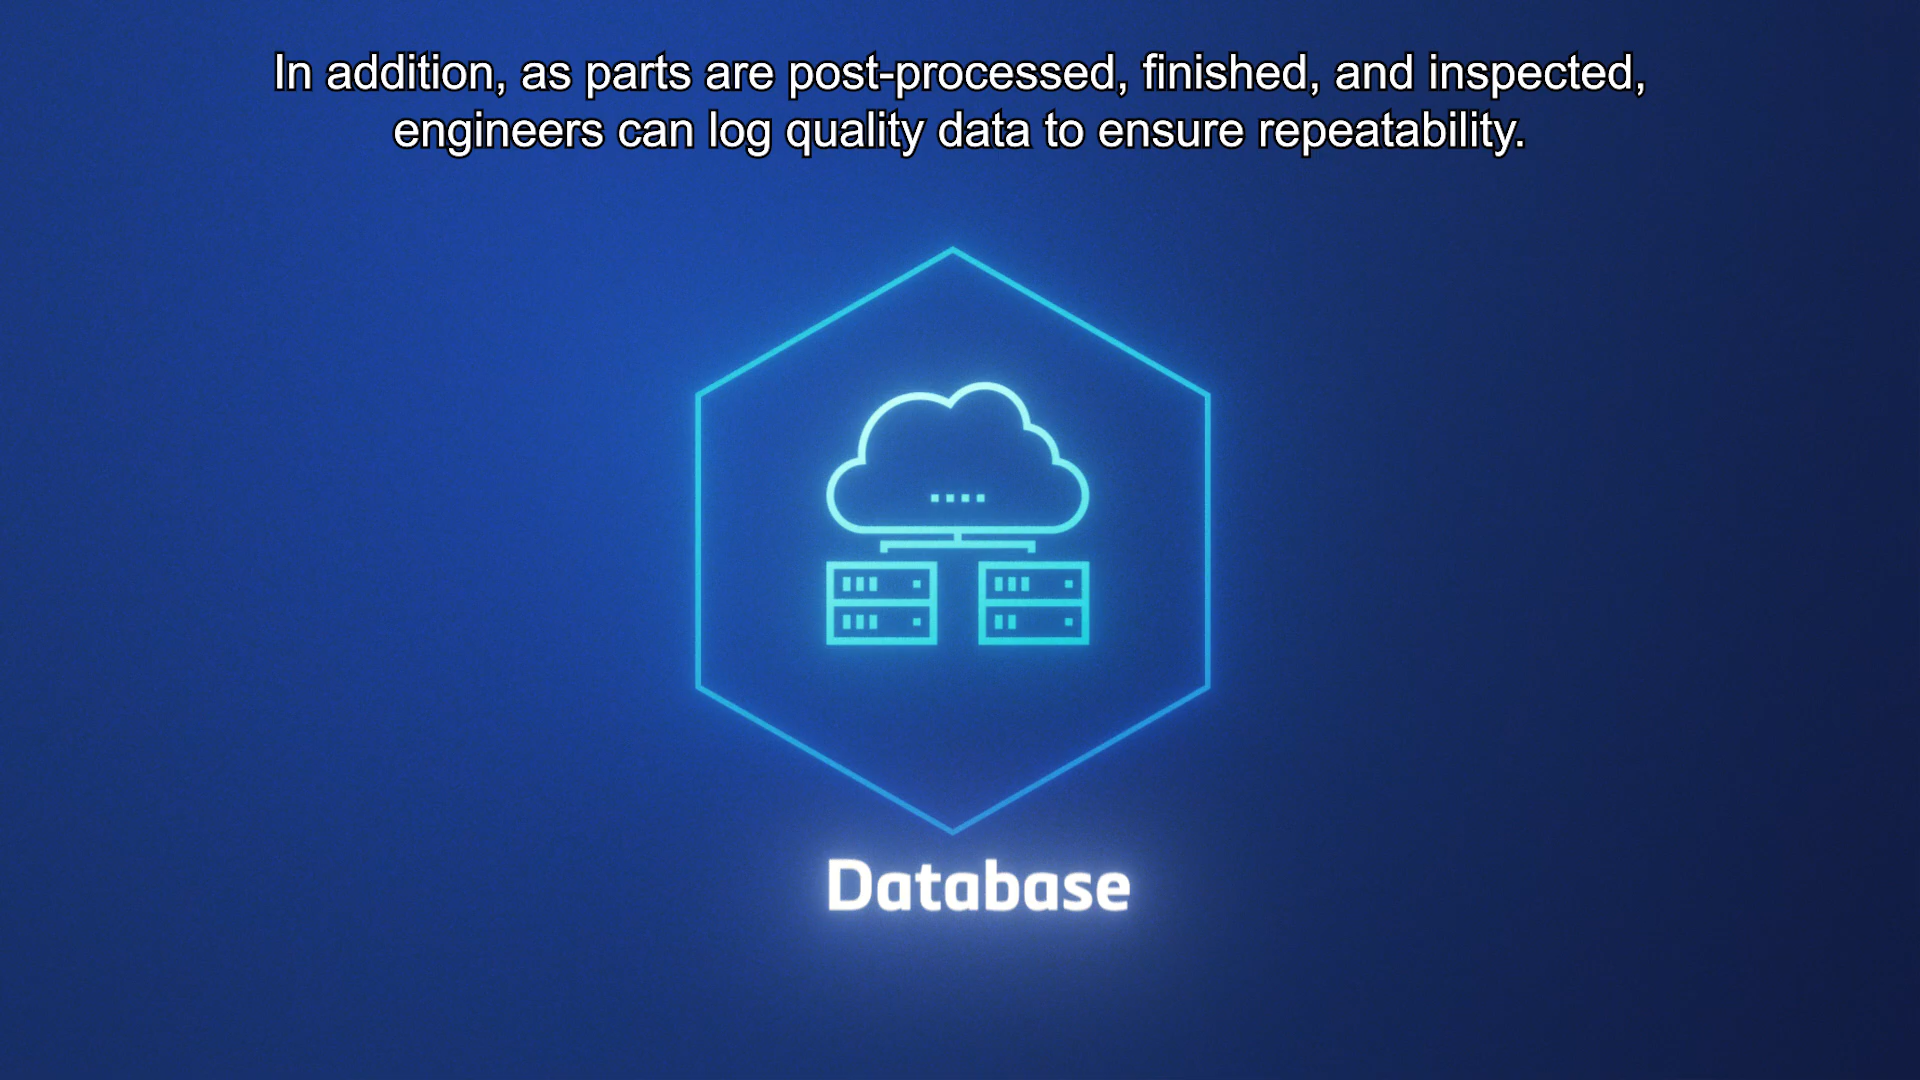 In addition, as parts are post-processed, finished, and inspected,
engineers can log quality data to ensure repeatability.
Database